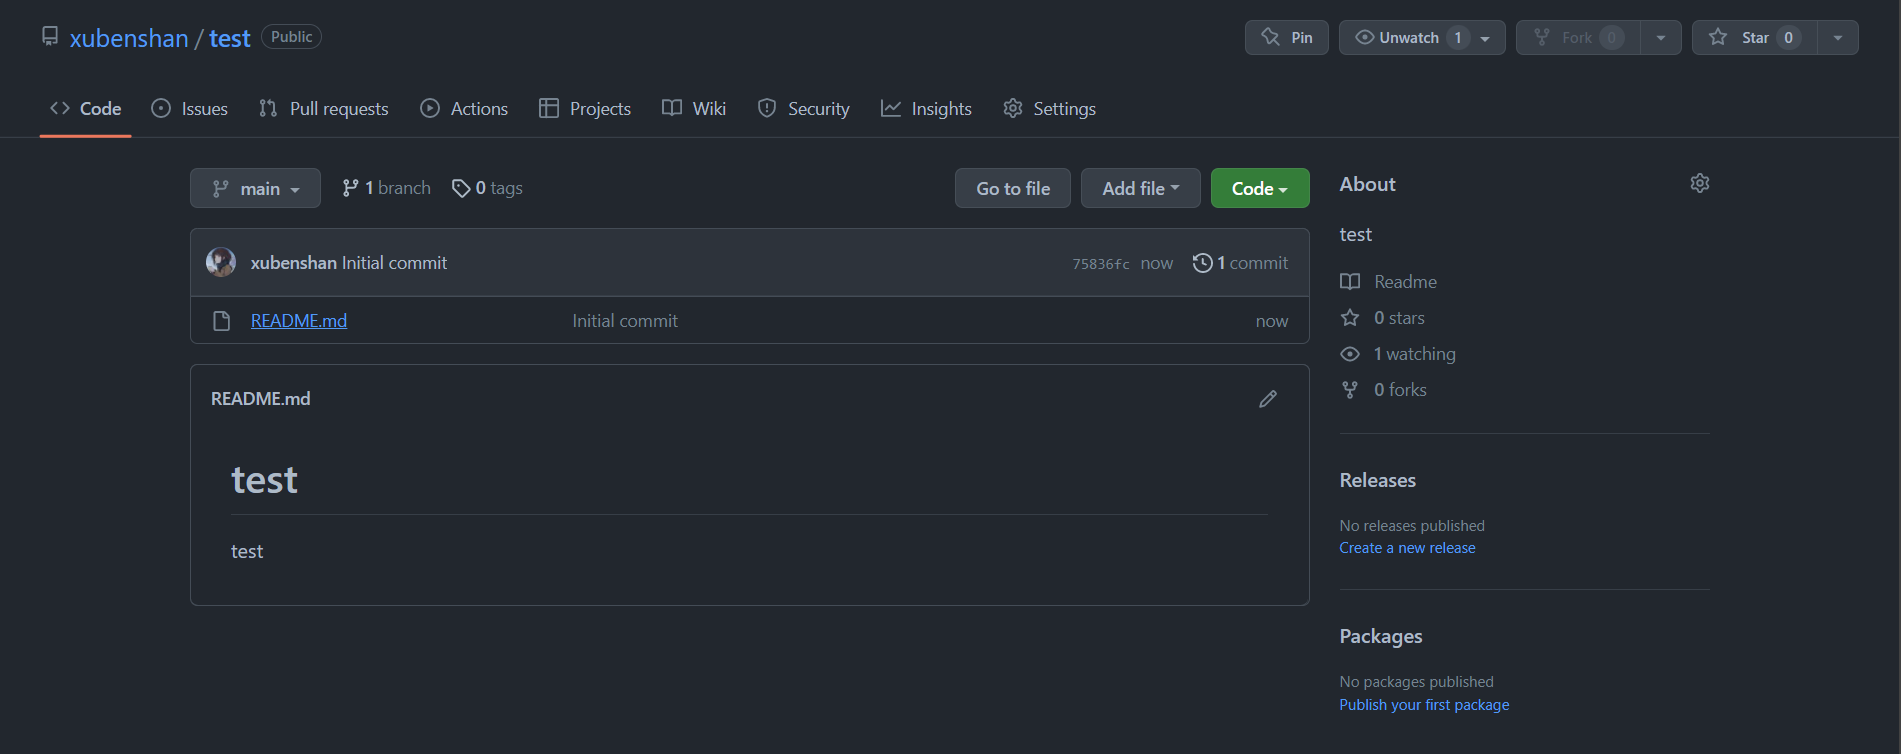 xubenshan / test Public Pin Unwatch 1 Fork 0 Star 0
Code Issues Pull requests Actions Projects Wiki Security Insights Settings
main 1 branch 0 tags Go to file Add file Code
xubenshan Initial commit 75836fc now 1 commit
README.md Initial commit now
README.md
test
test
About
test
Readme
0 stars
1 watching
0 forks
Releases
No releases published
Create a new release
Packages
No packages published
Publish your first package